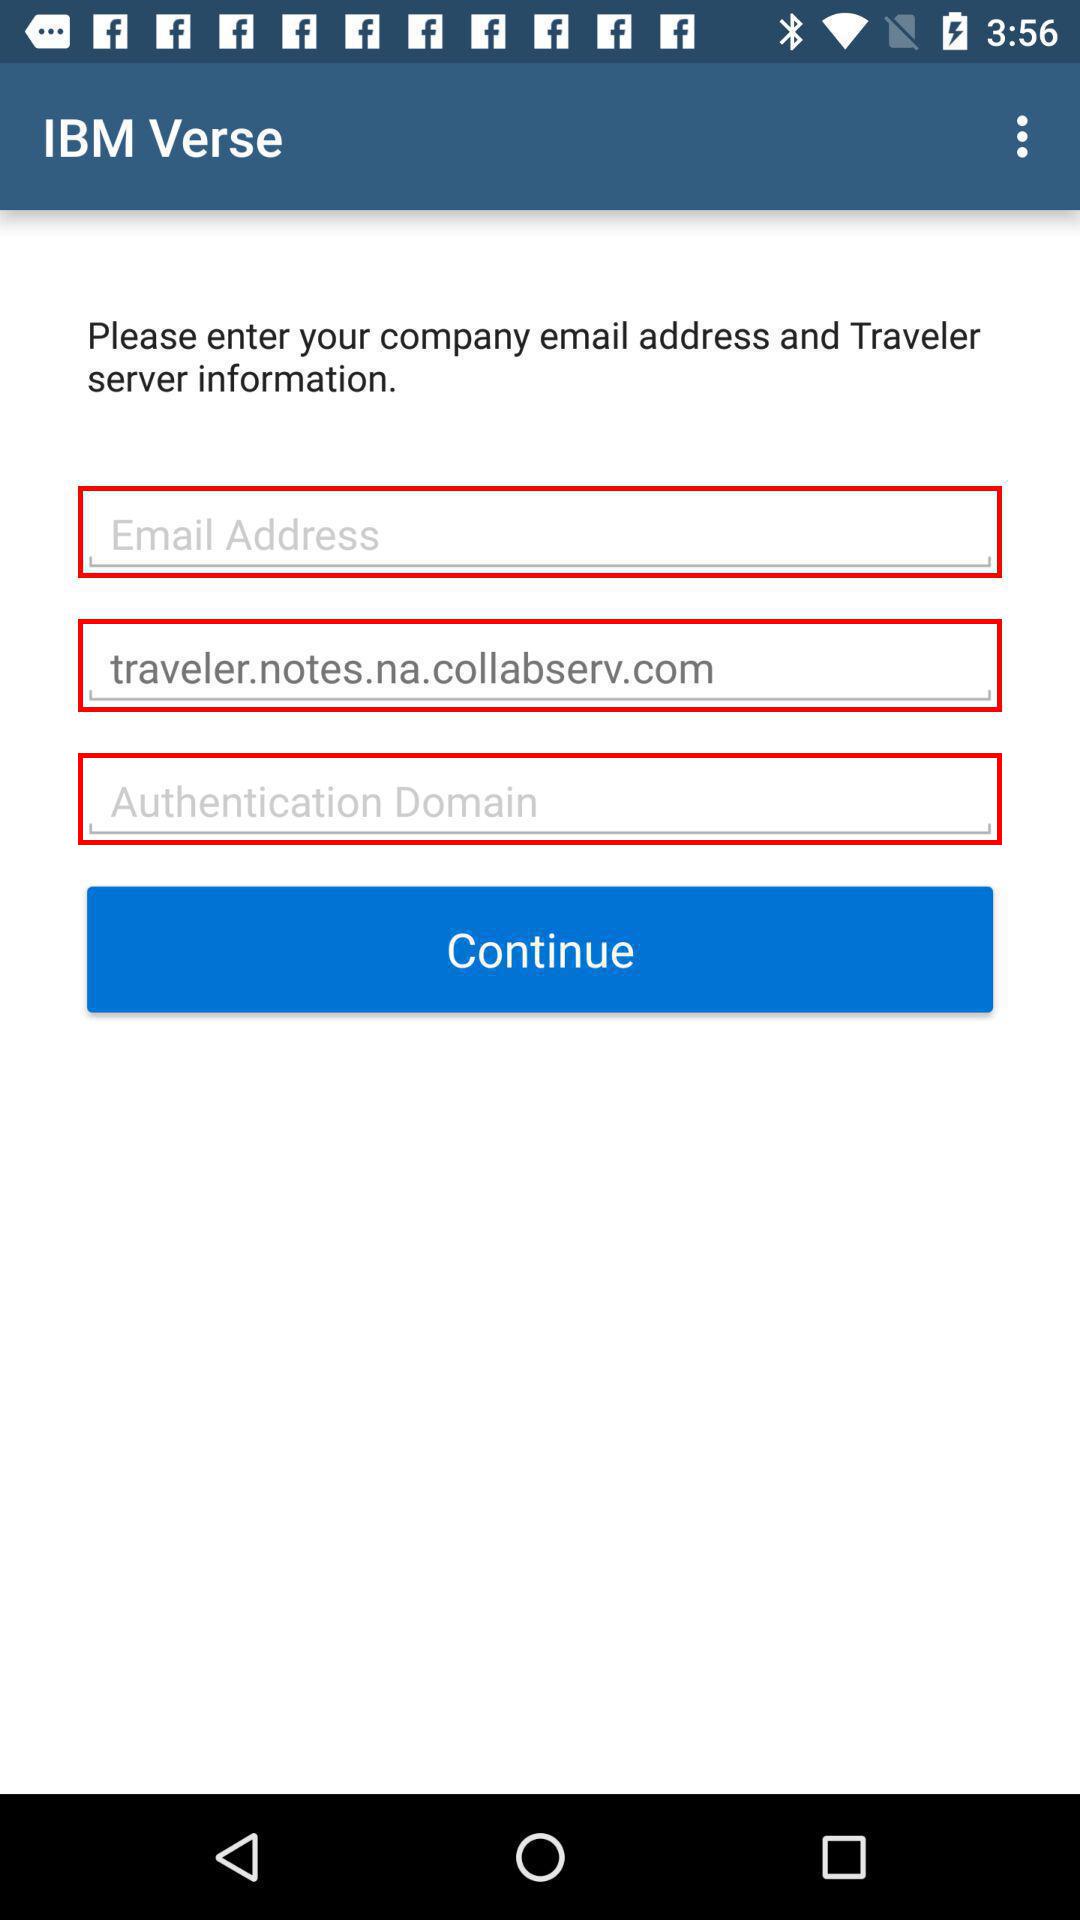 3:56
IBM Verse
Please enter your company email address and Traveler
server information.
Email Address
traveler.notes.na.collabserv.com
Authentication Domain
Continue